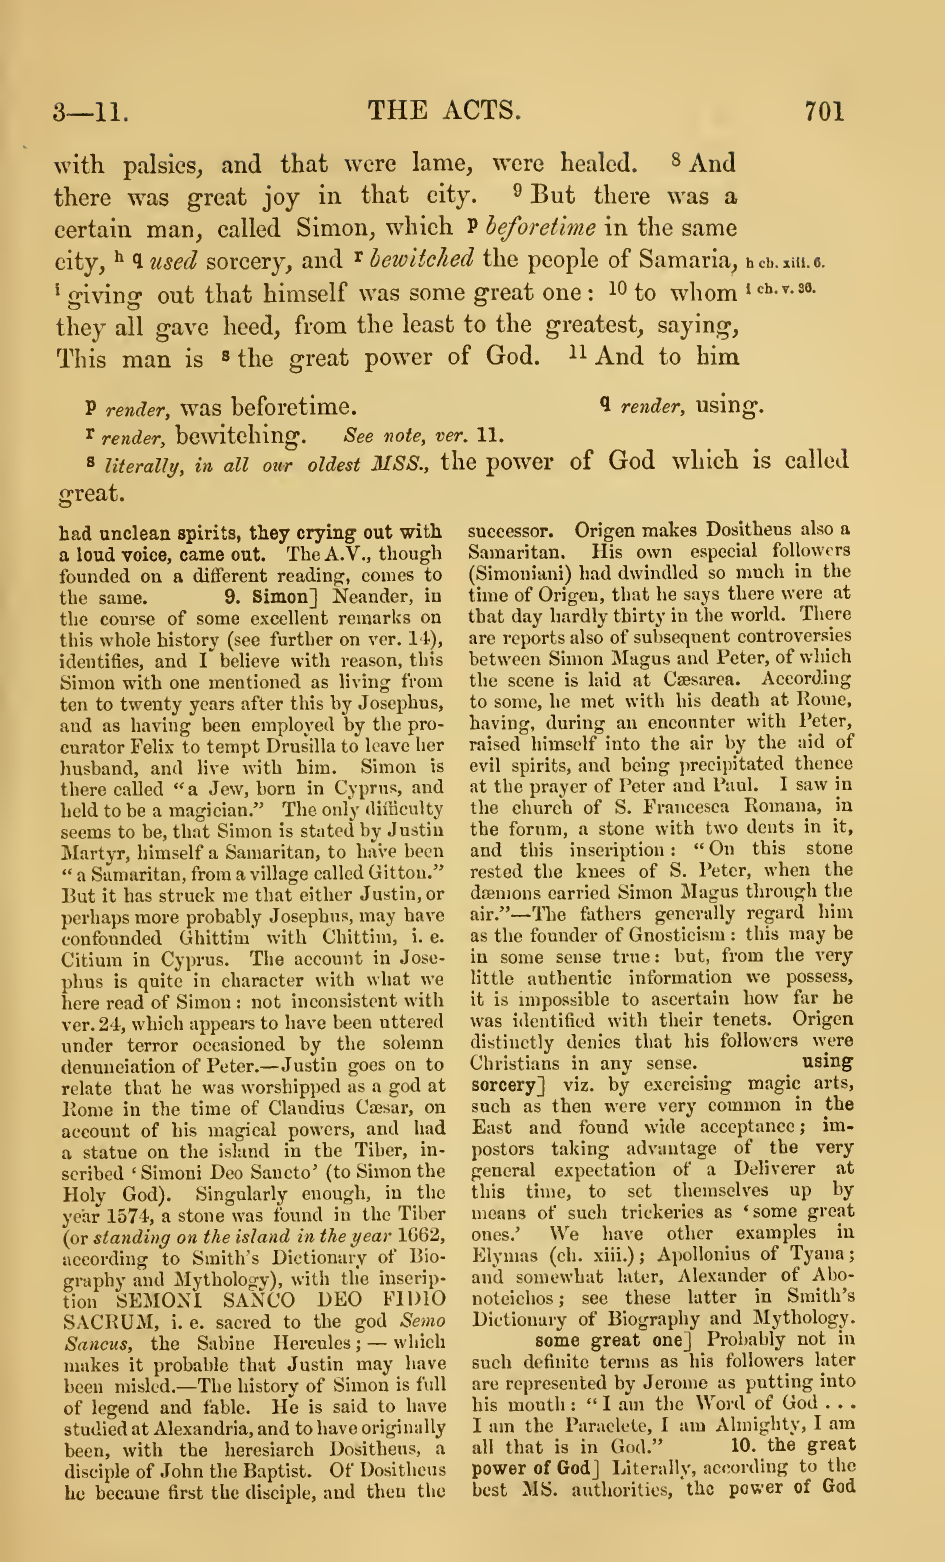 3—11. THE ACTS. 701
with palsies, and that were lame, were healed. 8 And
there was great joy in that city. 9 But there was a
certain man, called Simon, which p beforetime in the same
city, h q used sorcery, and r bewitched the people of Samaria, h ch. xiii. 6.
i giving out that himself was some great one: 10 to whom i ch. v. 36.
they all gave heed, from the least to the greatest, saying,
This man is s the great power of God. 11 And to him
p render, was beforetime. q render, using.
r render, bewitching. See note, ver. 11.
s literally, in all our oldest MSS., the power of God which is called
great.
had unclean spirits, they crying out with
a loud voice, came out. The A.V., though
founded on a different reading, comes to
the same. 9. Simon] Neander, in
the course of some excellent remarks on
this whole history (see further on ver. 14),
identifies, and I believe with reason, this
Simon with one mentioned as living from
ten to twenty years after this by Josephus,
and as having been employed by the pro-
curator Felix to tempt Drusilla to leave her
husband, and live with him. Simon is
there called "a Jew, born in Cyprus, and
held to be a magician." The only difficulty
seems to be, that Simon is stated by Justin
Martyr, himself a Samaritan, to have been
"a Samaritan, from a village called Gitton."
But it has struck me that either Justin, or
perhaps more probably Josephus, may have
confounded Ghittim with Chittim, i. e.
Citium in Cyprus. The account in Jose-
phus is quite in character with what we
here read of Simon: not inconsistent with
ver. 24, which appears to have been uttered
under terror occasioned by the solemn
denunciation of Peter.—Justin goes on to
relate that he was worshipped as a god at
Rome in the time of Claudius Cæsar, on
account of his magical powers, and had
a statue on the island in the Tiber, in-
scribed 'Simoni Deo Sancto' (to Simon the
Holy God). Singularly enough, in the
year 1574, a stone was found in the Tiber
(or standing on the island in the year 1662,
according to Smith's Dictionary of Bio-
graphy and Mythology), with the inscrip-
tion SEMONI SANCO DEO FIDIO
SACRUM, i. e. sacred to the god Semo
Sancus, the Sabine Hercules; — which
makes it probable that Justin may have
been misled.—The history of Simon is full
of legend and fable. He is said to have
studied at Alexandria, and to have originally
been, with the heresiarch Dositheus, a
disciple of John the Baptist. Of Dositheus
he became first the disciple, and then the
successor. Origen makes Dositheus also a
Samaritan. His own especial followers
(Simoniani) had dwindled so much in the
time of Origen, that he says there were at
that day hardly thirty in the world. There
are reports also of subsequent controversies
between Simon Magus and Peter, of which
the scene is laid at Cæsarea. According
to some, he met with his death at Rome,
having, during an encounter with Peter,
raised himself into the air by the aid of
evil spirits, and being precipitated thence
at the prayer of Peter and Paul. I saw in
the church of S. Francesca Romana, in
the forum, a stone with two dents in it,
and this inscription: "On this stone
rested the knees of S. Peter, when the
dæmons carried Simon Magus through the
air."—The fathers generally regard him
as the founder of Gnosticism: this may be
in some sense true: but, from the very
little authentic information we possess,
it is impossible to ascertain how far he
was identified with their tenets. Origen
distinctly denies that his followers were
Christians in any sense. using
sorcery] viz. by exercising magic arts,
such as then were very common in the
East and found wide acceptance; im-
postors taking advantage of the very
general expectation of a Deliverer at
this time, to set themselves up by
means of such trickeries as 'some great
ones.' We have other examples in
Elymas (ch. xiii.); Apollonius of Tyana;
and somewhat later, Alexander of Abo-
noteichos; see these latter in Smith's
Dictionary of Biography and Mythology.
some great one] Probably not in
such definite terms as his followers later
are represented by Jerome as putting into
his mouth: "I am the Word of God . . .
I am the Paraclete, I am Almighty, I am
all that is in God." 10. the great
power of God] Literally, according to the
best MS. authorities, the power of God